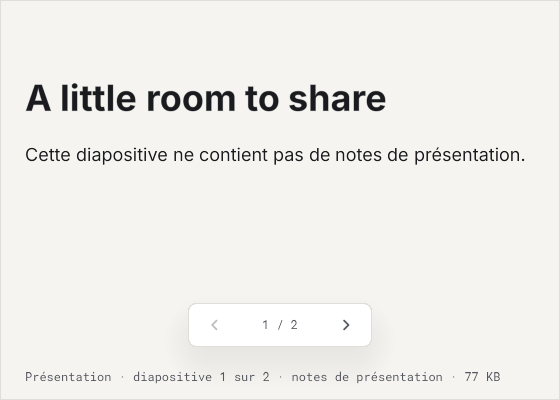 A little room to share
Cette diapositive ne contient pas de notes de présentation.
1 / 2
Présentation · diapositive 1 sur 2 · notes de présentation · 77 KB